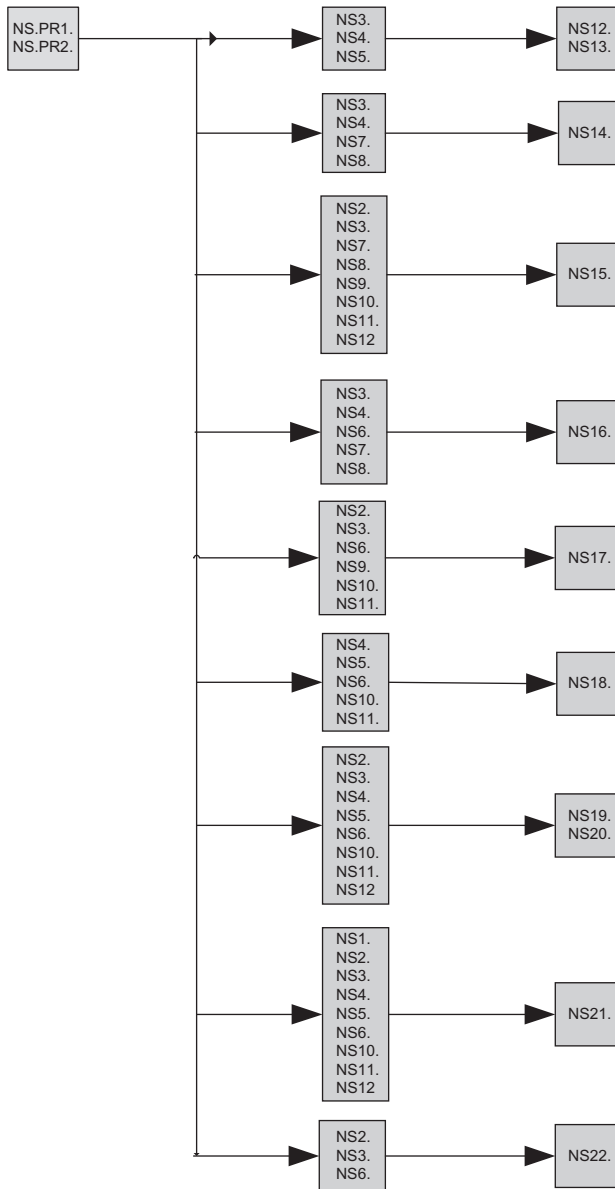 NS.PR1.
NS.PR2.
NS3.
NS4.
NS5.
NS12.
NS13.
NS3.
NS4.
NS7.
NS8.
NS14.
NS2.
NS3.
NS7.
NS8.
NS9.
NS10.
NS11.
NS12
NS15.
NS3.
NS4.
NS6.
NS7.
NS8.
NS16.
NS2.
NS3.
NS6.
NS9.
NS10.
NS11.
NS17.
NS4.
NS5.
NS6.
NS10.
NS11.
NS18.
NS2.
NS3.
NS4.
NS5.
NS6.
NS10.
NS11.
NS12
NS19.
NS20.
NS1.
NS2.
NS3.
NS4.
NS5.
NS6.
NS10.
NS11.
NS12
NS21.
NS2.
NS3.
NS6.
NS22.